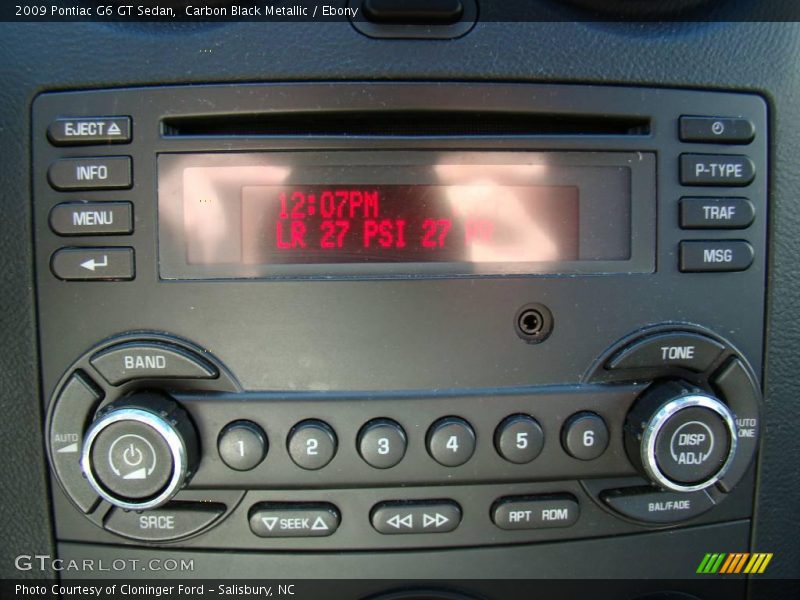 2009 Pontiac G6 GT Sedan, Carbon Black Metallic / Ebony
EJECT
INFO
P-TYPE
12:07PM
MENU
TRAF
LR 27 PSI 27
MSG
BAND
TONE
AUTO
AUTO
TONE
1 2 3 4 5 6
DISP
ADJ
SRCE
SEEK
RPT RDM
BAL/FADE
GTCARLOT.COM
Photo Courtesy of Cloninger Ford – Salisbury, NC